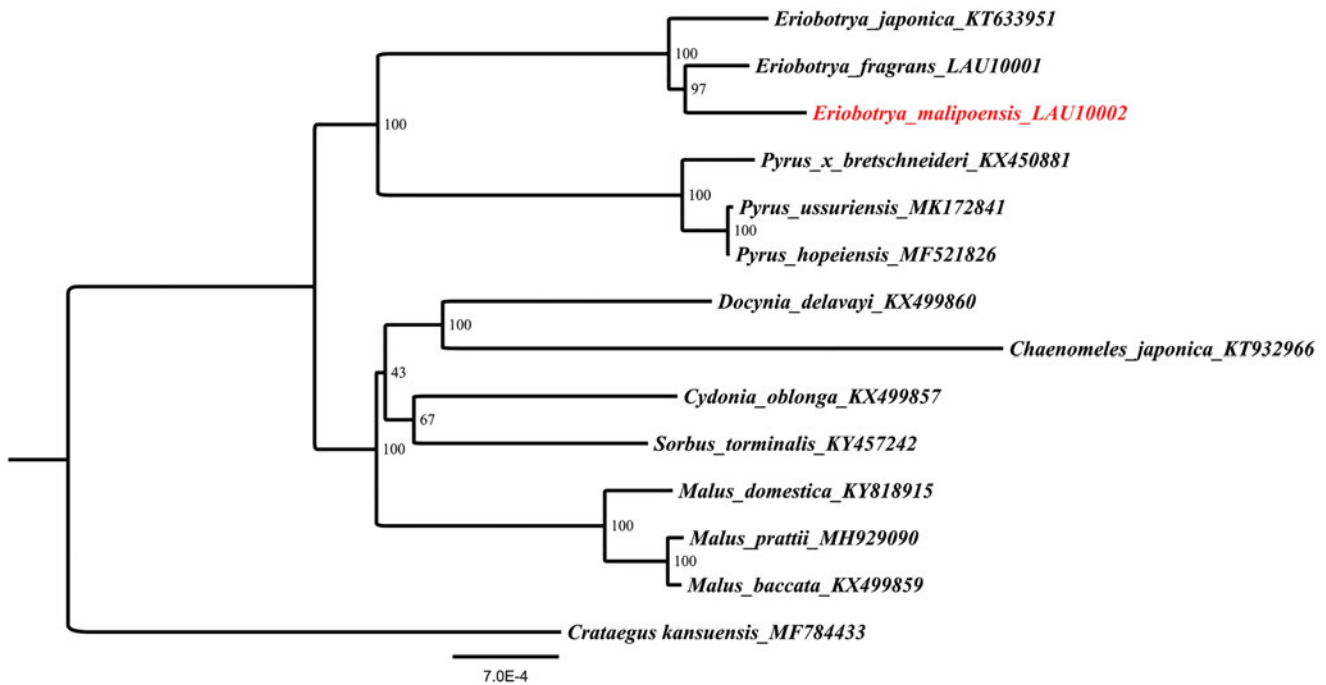 Eriobotrya_japonica_KT633951
100
Eriobotrya_fragrans_LAU10001
97
Eriobotrya_malipoensis_LAU10002
100
Pyrus_x_bretschneideri_KX450881
100
Pyrus_ussuriensis_MK172841
100
Pyrus_hopeiensis_MF521826
Docynia_delavayi_KX499860
100
Chaenomeles_japonica_KT932966
43
Cydonia_oblonga_KX499857
67
Sorbus_torminalis_KY457242
100
Malus_domestica_KY818915
100
Malus_prattii_MH929090
100
Malus_baccata_KX499859
Crataegus kansuensis_MF784433
7.0E-4